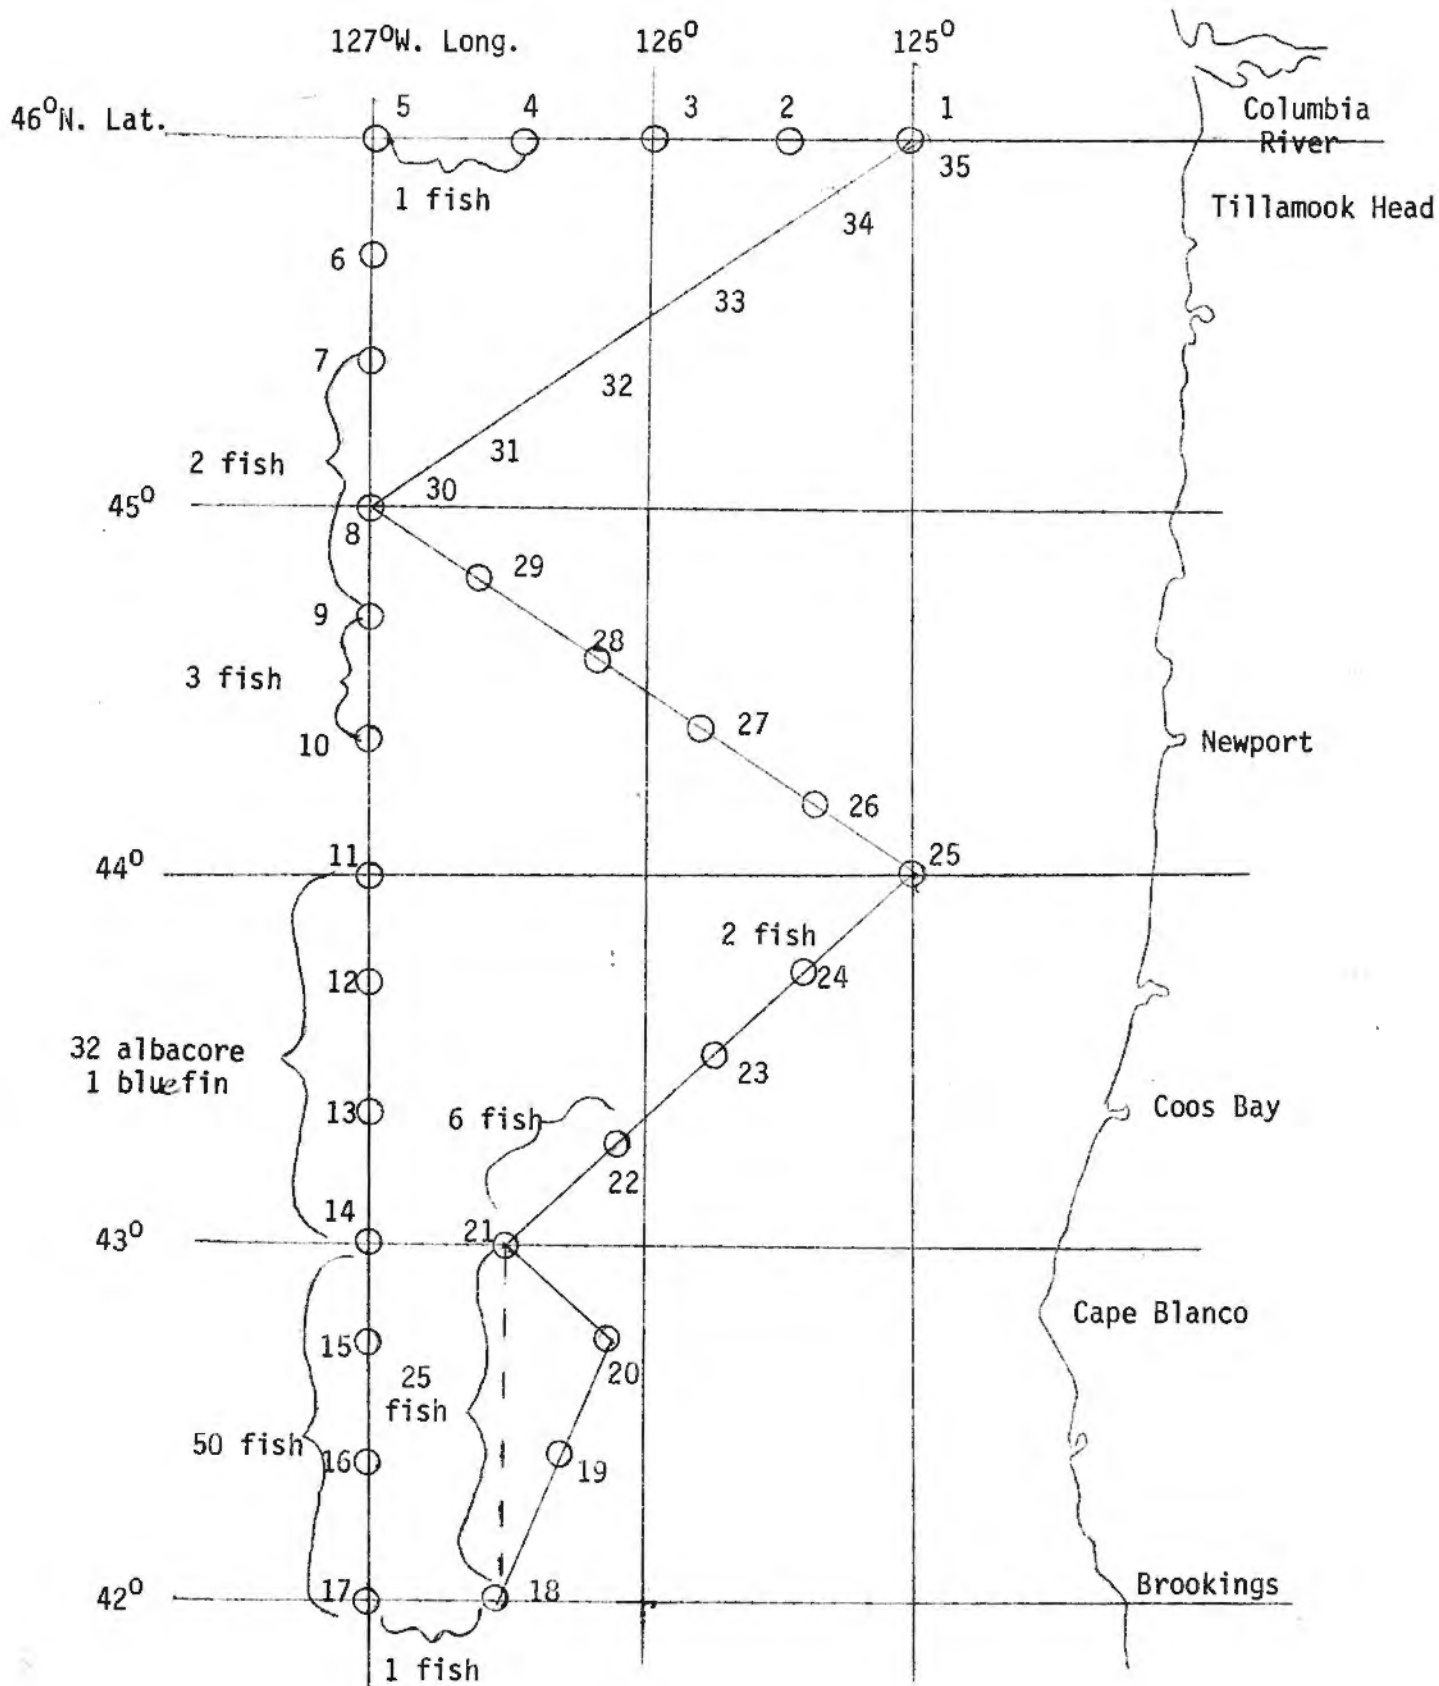 127°W. Long. 126° 125°
46°N. Lat. 5 4 3 2 1
Columbia
River
35
1 fish
34
Tillamook Head
6
33
7
32
31
2 fish
30
45°
8
29
9
28
3 fish
27
10
Newport
26
44° 11 25
2 fish
12
24
32 albacore
1 bluefin
23
13
6 fish
Coos Bay
22
14
43°
21
Cape Blanco
15
20
25
fish
50 fish
16
19
42° 17 18
Brookings
1 fish